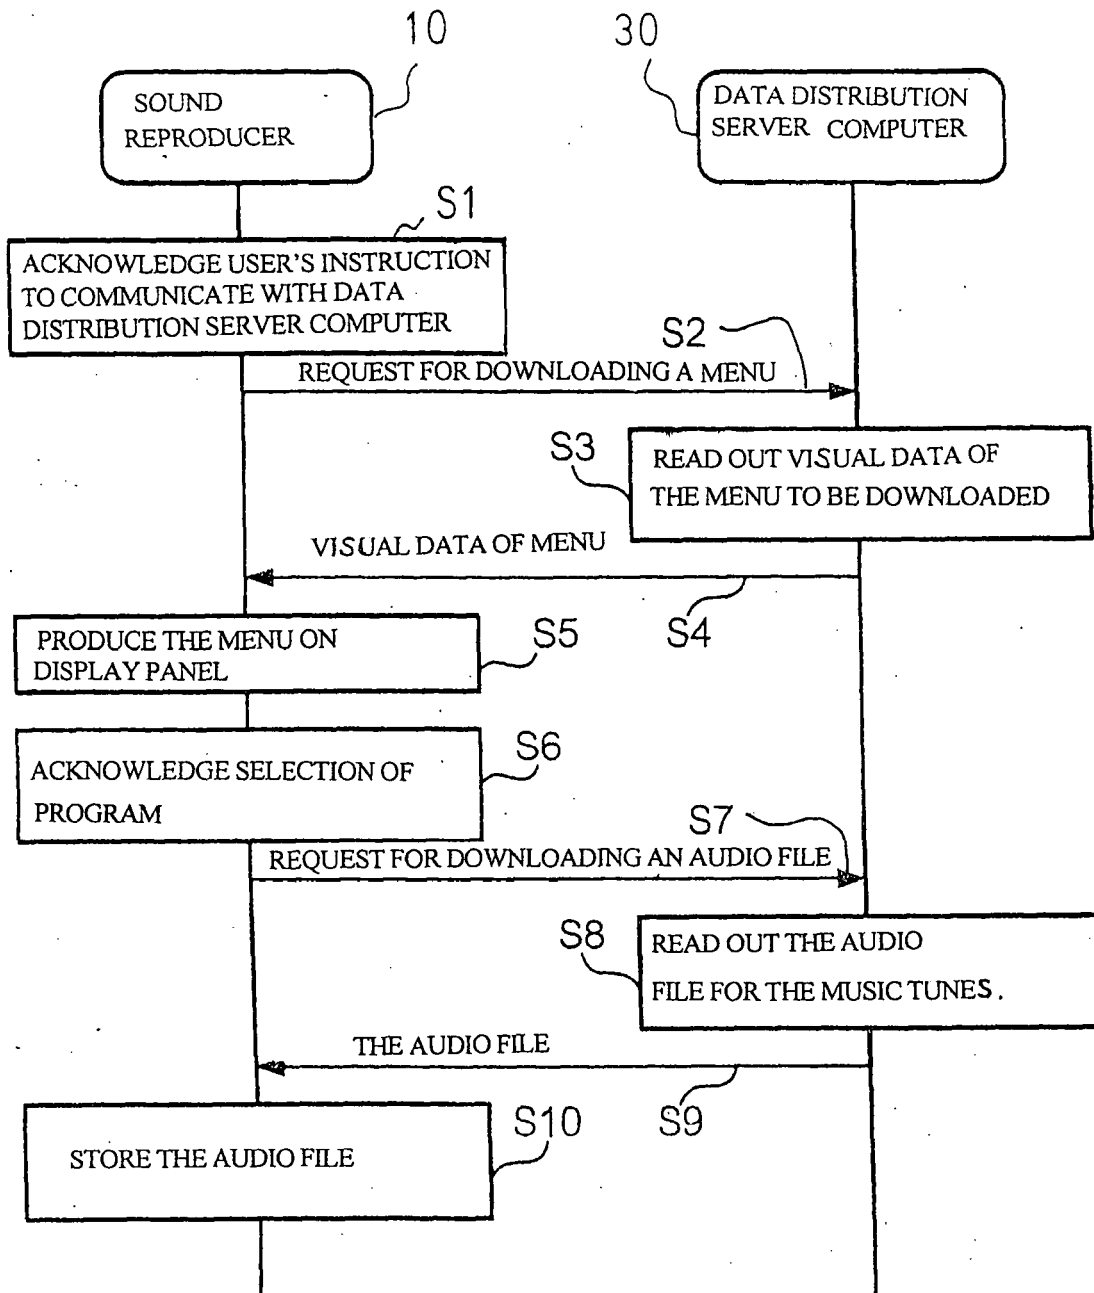 10
30
SOUND
REPRODUCER
DATA DISTRIBUTION
SERVER COMPUTER
S1
ACKNOWLEDGE USER'S INSTRUCTION
TO COMMUNICATE WITH DATA
DISTRIBUTION SERVER COMPUTER
S2
REQUEST FOR DOWNLOADING A MENU
S3
READ OUT VISUAL DATA OF
THE MENU TO BE DOWNLOADED
VISUAL DATA OF MENU
S4
PRODUCE THE MENU ON
DISPLAY PANEL
S5
ACKNOWLEDGE SELECTION OF
PROGRAM
S6
S7
REQUEST FOR DOWNLOADING AN AUDIO FILE
S8
READ OUT THE AUDIO
FILE FOR THE MUSIC TUNES.
THE AUDIO FILE
S9
STORE THE AUDIO FILE
S10